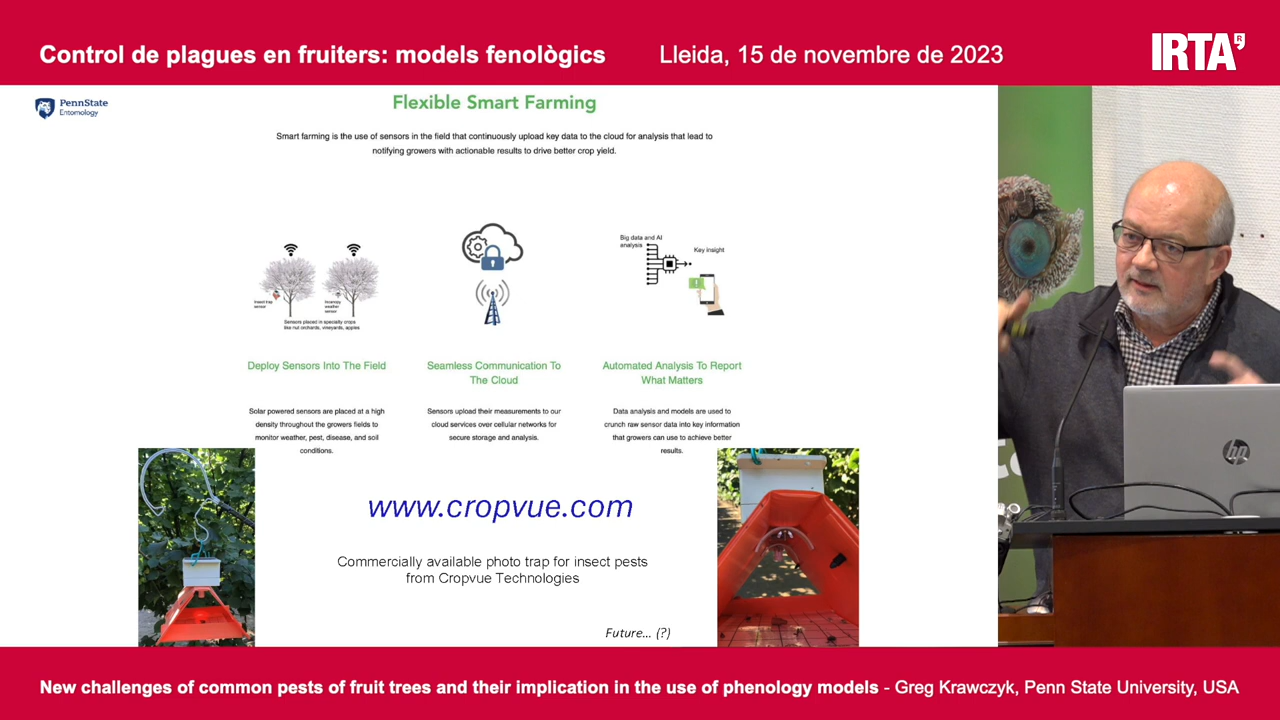 Control de plagues en fruiters: models fenològics
Lleida, 15 de novembre de 2023
IRTA
R
PennState
Entomology
Flexible Smart Farming
Smart farming is the use of sensors in the field that continuously upload key data to the cloud for analysis that lead to
notifying growers with actionable results to drive better crop yield.
Insect trap
sensor
Incanopy
weather
sensor
Sensors placed in specialty crops
like nut orchards, vineyards, apples
Big data and AI
analysis
Key insight
Deploy Sensors Into The Field
Solar powered sensors are placed at a high
density throughout the growers fields to
monitor weather, pest, disease, and soil
conditions.
Seamless Communication To
The Cloud
Sensors upload their measurements to our
cloud services over cellular networks for
secure storage and analysis.
Automated Analysis To Report
What Matters
Data analysis and models are used to
crunch raw sensor data into key information
that growers can use to achieve better
results.
www.cropvue.com
Commercially available photo trap for insect pests
from Cropvue Technologies
Future... (?)
hp
New challenges of common pests of fruit trees and their implication in the use of phenology models - Greg Krawczyk, Penn State University, USA